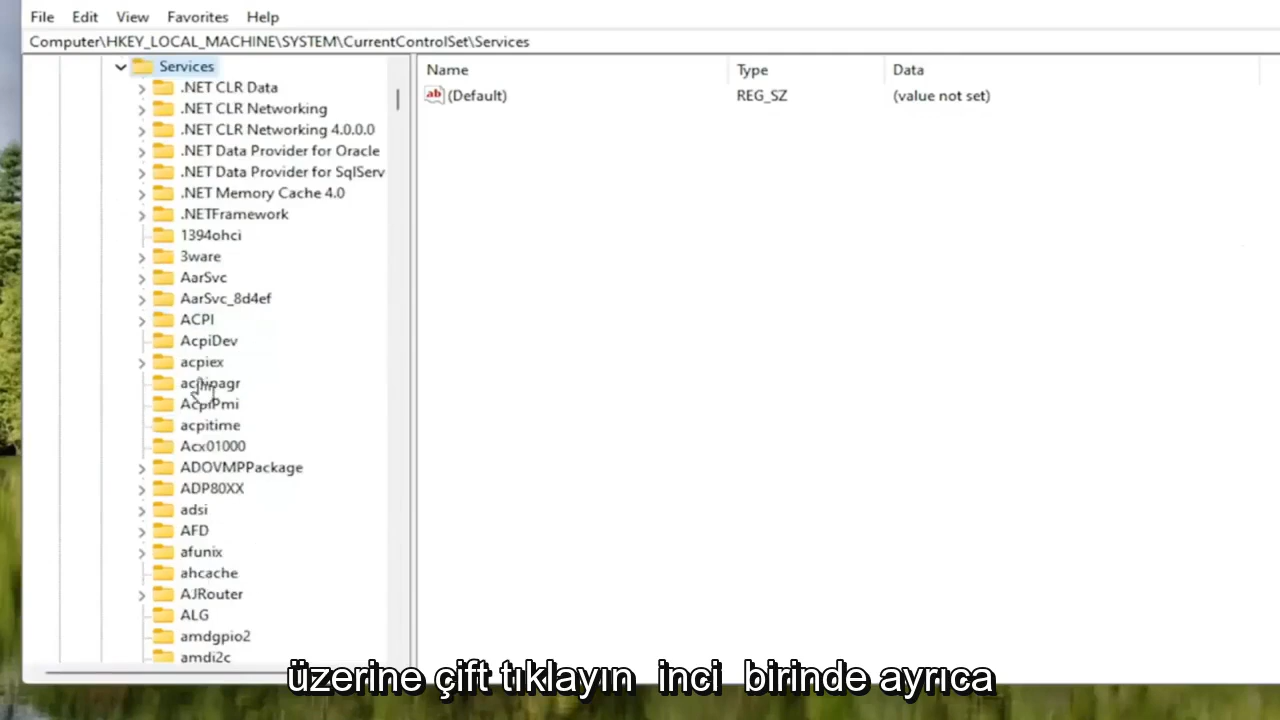 File Edit View Favorites Help
Computer\HKEY_LOCAL_MACHINE\SYSTEM\CurrentControlSet\Services
Services
.NET CLR Data
.NET CLR Networking
.NET CLR Networking 4.0.0.0
.NET Data Provider for Oracle
.NET Data Provider for SqlServ
.NET Memory Cache 4.0
.NETFramework
1394ohci
3ware
AarSvc
AarSvc_8d4ef
ACPI
AcpiDev
acpiex
acpipagr
AcpiPmi
acpitime
Acx01000
ADOVMPPackage
ADP80XX
adsi
AFD
afunix
ahcache
AJRouter
ALG
amdgpio2
amdi2c
Name Type Data
(Default) REG_SZ (value not set)
üzerine çift tıklayın inci birinde ayrıca